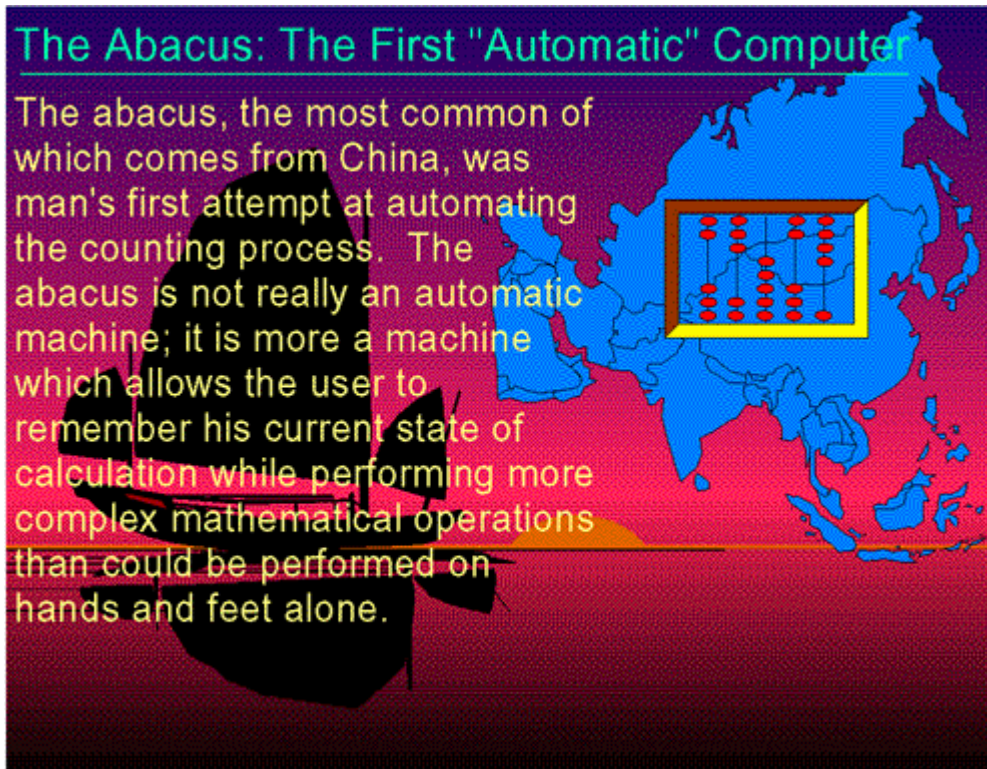 The Abacus: The First "Automatic" Computer
The abacus, the most common of
which comes from China, was
man's first attempt at automating
the counting process.  The
abacus is not really an automatic
machine; it is more a machine
which allows the user to
remember his current state of
calculation while performing more
complex mathematical operations
than could be performed on
hands and feet alone.